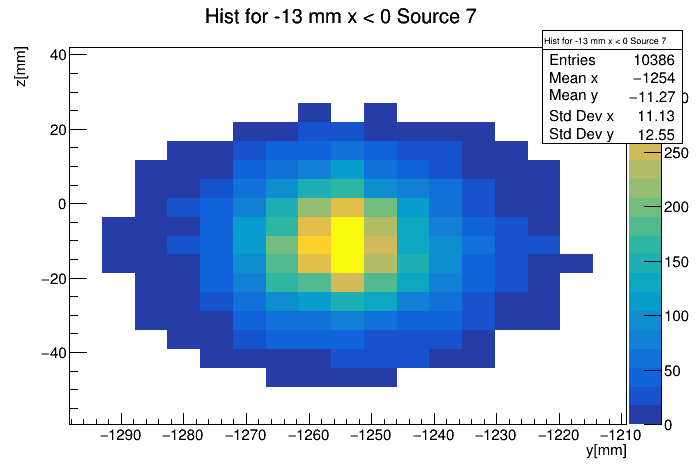 Hist for -13 mm x < 0 Source 7
z[mm]
40
20
0
−20
−40
Hist for -13 mm x < 0 Source 7
Entries 10386
Mean x −1254
Mean y −11.27
Std Dev x 11.13
Std Dev y 12.55
0
250
200
150
100
50
0
−1290 −1280 −1270 −1260 −1250 −1240 −1230 −1220 −1210
y[mm]